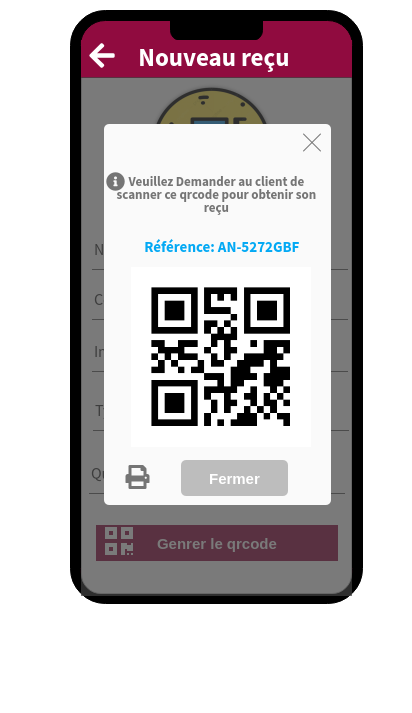 Nouveau reçu
Veuillez Demander au client de
scanner ce qrcode pour obtenir son
reçu
Référence: AN-5272GBF
Fermer
Genrer le qrcode